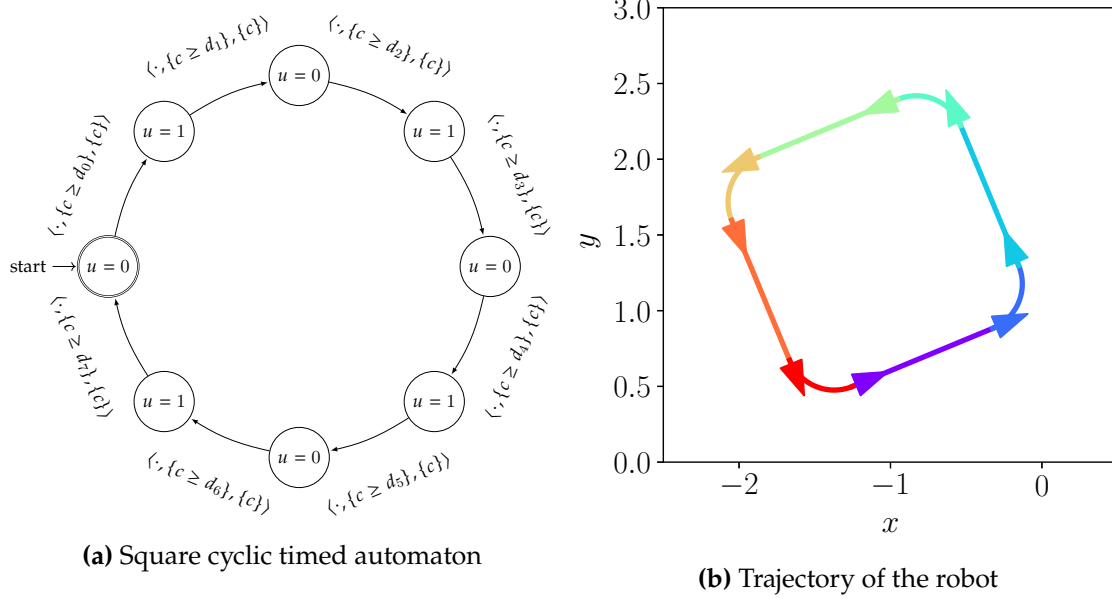 ⟨·, {c ≥ d₁}, {c}⟩
⟨·, {c ≥ d₂}, {c}⟩
u = 0
u = 1
u = 1
⟨·, {c ≥ d₀}, {c}⟩
⟨·, {c ≥ d₃}, {c}⟩
start
u = 0
u = 0
⟨·, {c ≥ d₇}, {c}⟩
⟨·, {c ≥ d₄}, {c}⟩
u = 1
u = 1
u = 0
⟨·, {c ≥ d₆}, {c}⟩
⟨·, {c ≥ d₅}, {c}⟩
(a) Square cyclic timed automaton
3.0
2.5
2.0
1.5
1.0
0.5
0.0
y
−2 −1 0
x
(b) Trajectory of the robot